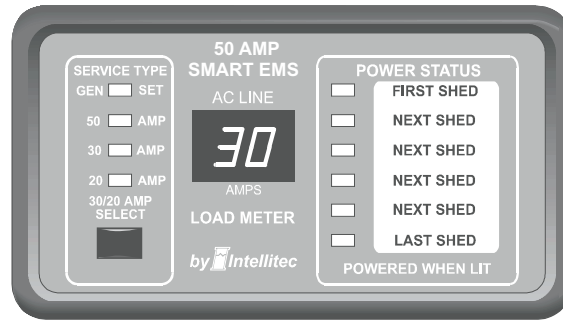 50 AMP
SMART EMS
SERVICE TYPE
GEN SET
50 AMP
30 AMP
20 AMP
30/20 AMP
SELECT
AC LINE
30
AMPS
LOAD METER
by Intellitec
POWER STATUS
FIRST SHED
NEXT SHED
NEXT SHED
NEXT SHED
NEXT SHED
LAST SHED
POWERED WHEN LIT